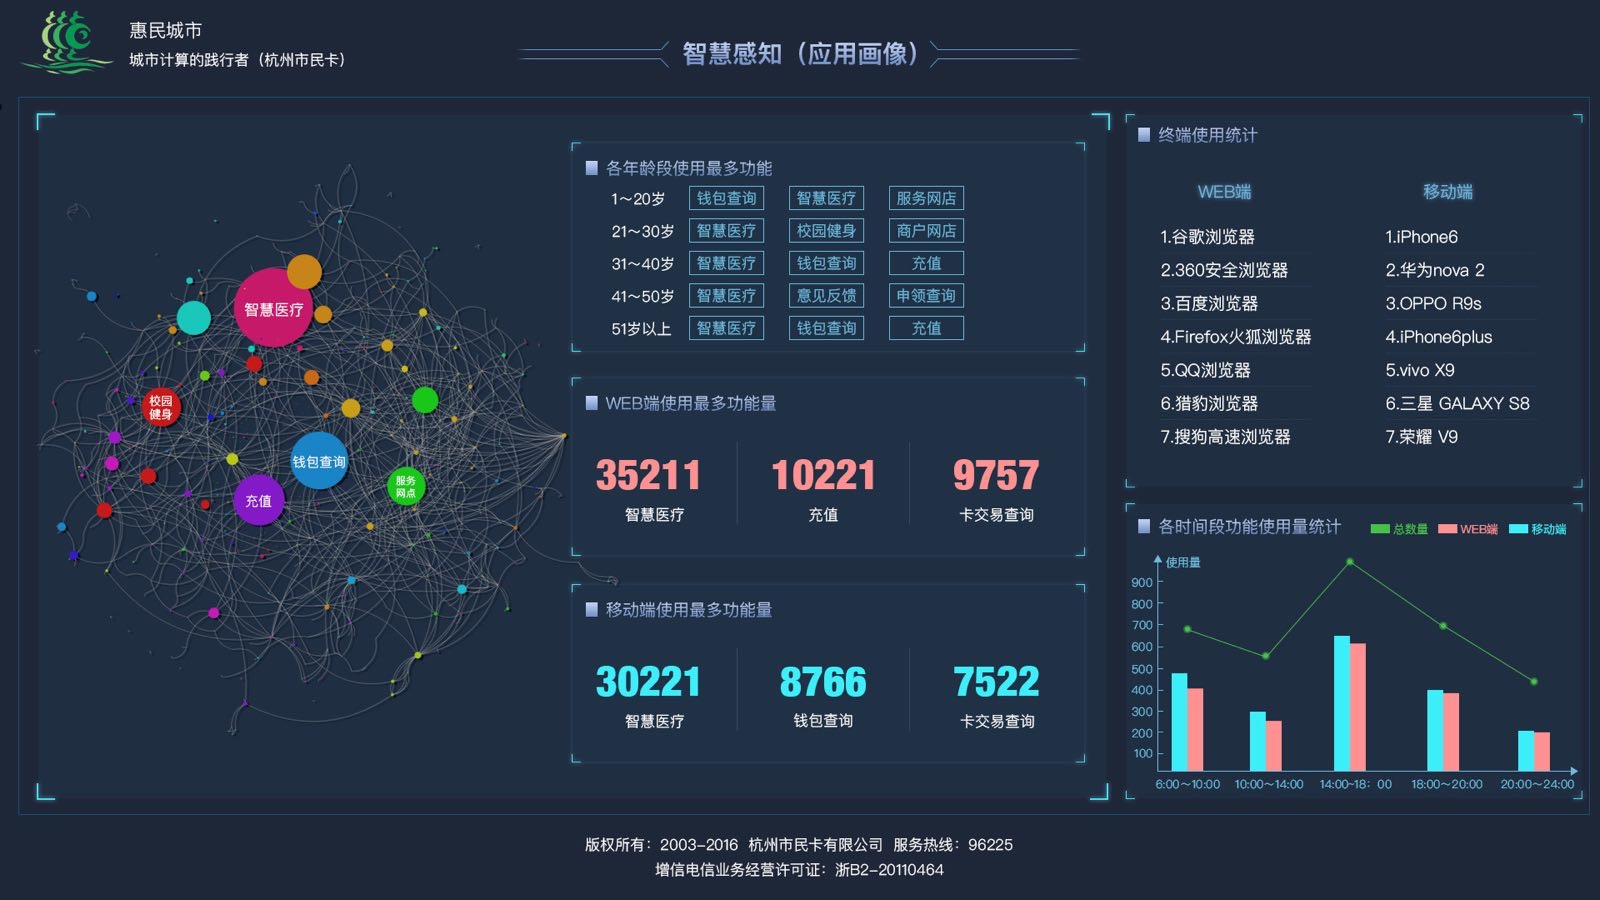 惠民城市
城市计算的践行者（杭州市民卡）
智慧感知（应用画像）
智慧医疗
校园
健身
钱包查询
充值
服务
网点
各年龄段使用最多功能
1～20岁 钱包查询 智慧医疗 服务网店
21～30岁 智慧医疗 校园健身 商户网店
31～40岁 智慧医疗 钱包查询 充值
41～50岁 智慧医疗 意见反馈 申领查询
51岁以上 智慧医疗 钱包查询 充值
WEB端使用最多功能量
35211 10221 9757
智慧医疗 充值 卡交易查询
移动端使用最多功能量
30221 8766 7522
智慧医疗 钱包查询 卡交易查询
终端使用统计
WEB端 移动端
1.谷歌浏览器 1.iPhone6
2.360安全浏览器 2.华为nova 2
3.百度浏览器 3.OPPO R9s
4.Firefox火狐浏览器 4.iPhone6plus
5.QQ浏览器 5.vivo X9
6.猎豹浏览器 6.三星 GALAXY S8
7.搜狗高速浏览器 7.荣耀 V9
各时间段功能使用量统计 总数量 WEB端 移动端
使用量
900
800
700
600
500
400
300
200
100
6:00～10:00 10:00～14:00 14:00~18：00 18:00～20:00 20:00～24:00
版权所有：2003-2016 杭州市民卡有限公司 服务热线：96225
增信电信业务经营许可证：浙B2-20110464